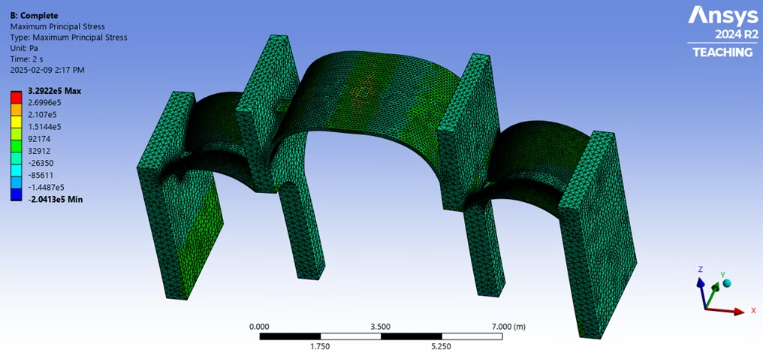 B: Complete
Maximum Principal Stress
Type: Maximum Principal Stress
Unit: Pa
Time: 2 s
2025-02-09 2:17 PM
3.2922e5 Max
2.6996e5
2.107e5
1.5144e5
92174
32912
-26350
-85611
-1.4487e5
-2.0413e5 Min
Ansys
2024 R2
TEACHING
0.000
3.500
7.000 (m)
1.750
5.250
Z
Y
X